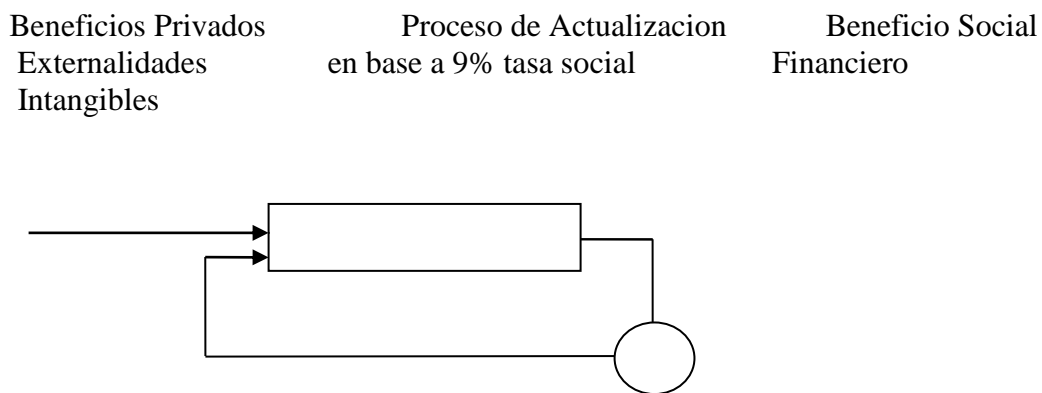 Beneficios Privados Proceso de Actualizacion Beneficio Social
Externalidades en base a 9% tasa social Financiero
Intangibles